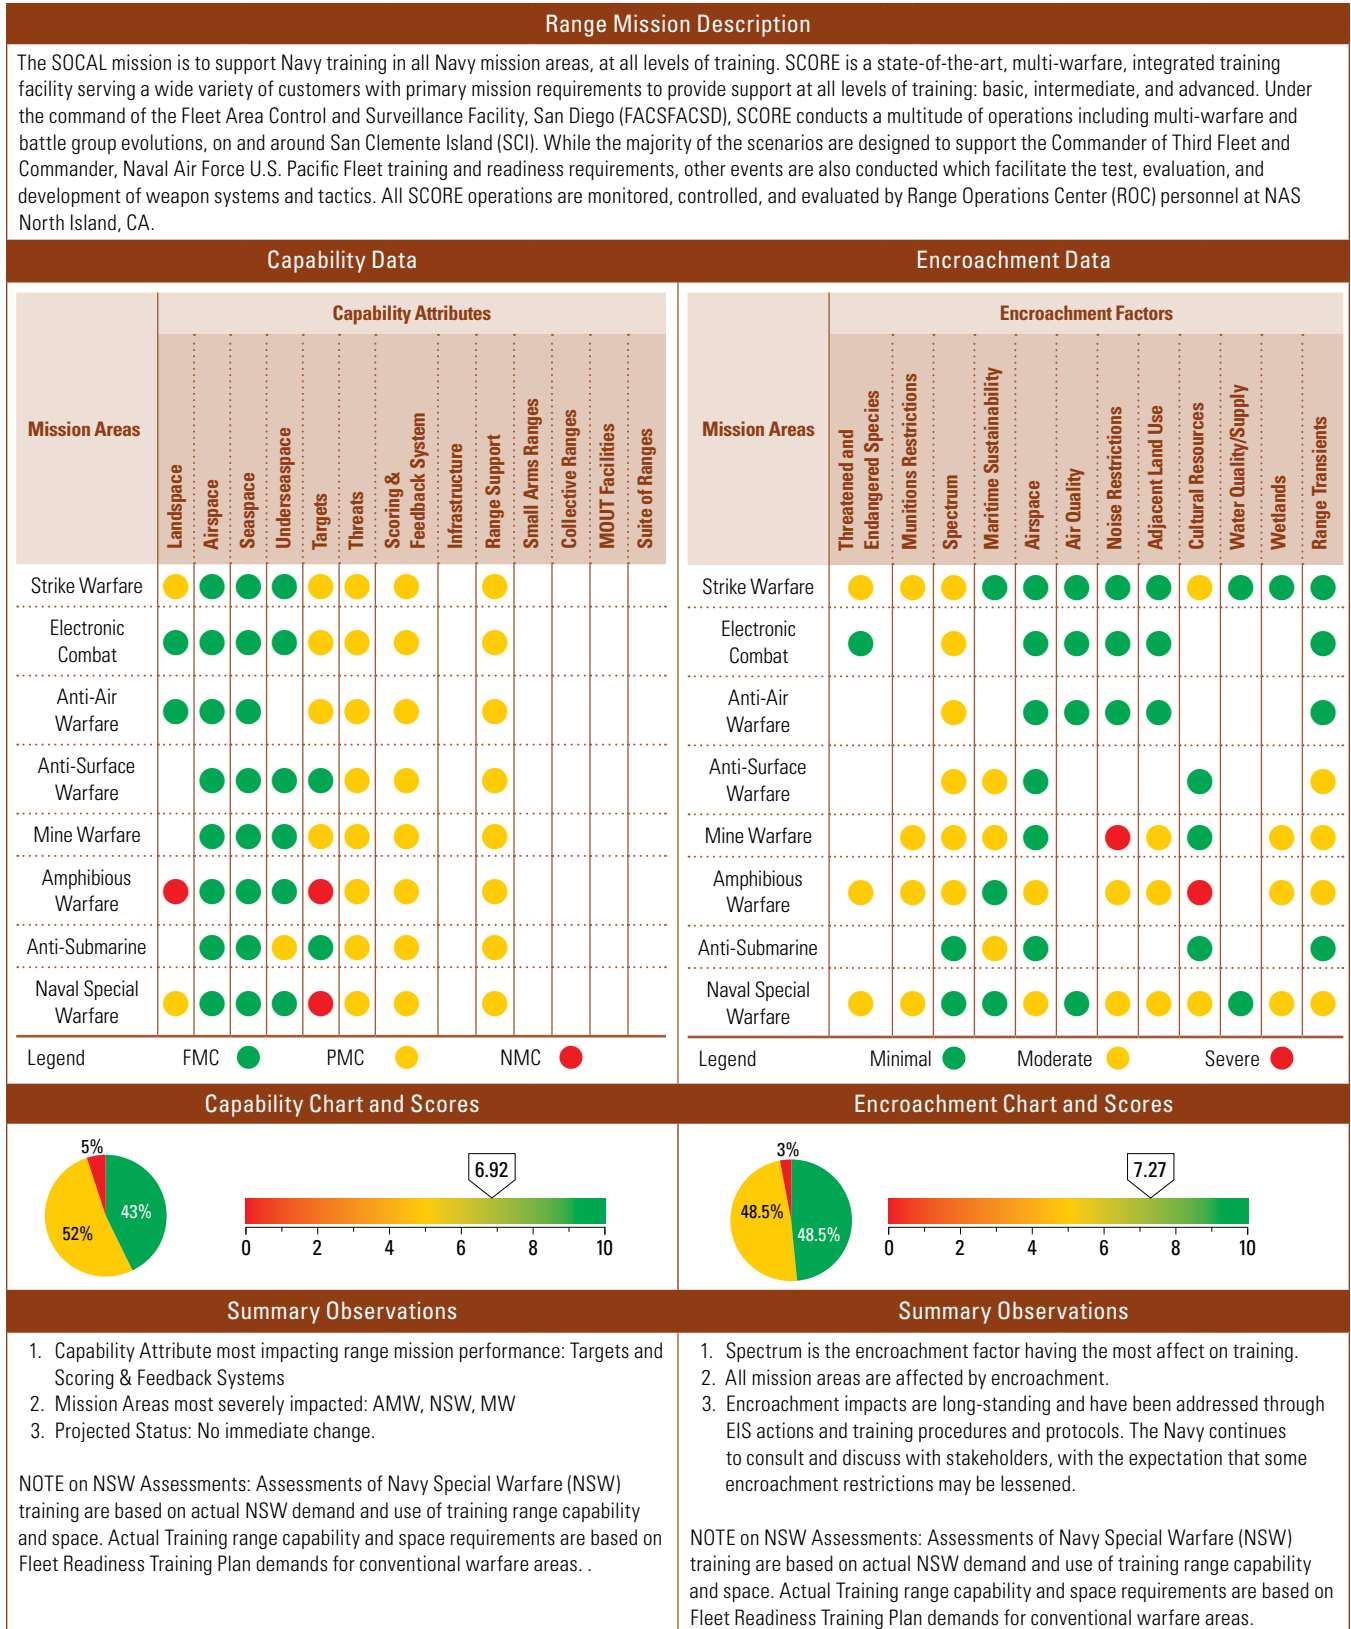 Range Mission Description
The SOCAL mission is to support Navy training in all Navy mission areas, at all levels of training. SCORE is a state-of-the-art, multi-warfare, integrated training
facility serving a wide variety of customers with primary mission requirements to provide support at all levels of training: basic, intermediate, and advanced. Under
the command of the Fleet Area Control and Surveillance Facility, San Diego (FACSFACSD), SCORE conducts a multitude of operations including multi-warfare and
battle group evolutions, on and around San Clemente Island (SCI). While the majority of the scenarios are designed to support the Commander of Third Fleet and
Commander, Naval Air Force U.S. Pacific Fleet training and readiness requirements, other events are also conducted which facilitate the test, evaluation, and
development of weapon systems and tactics. All SCORE operations are monitored, controlled, and evaluated by Range Operations Center (ROC) personnel at NAS
North Island, CA.
Capability Data
Mission Areas
Capability Attributes
Landspace
Airspace
Seaspace
Underseaspace
Targets
Threats
Scoring &
Feedback System
Infrastructure
Range Support
Small Arms Ranges
Collective Ranges
MOUT Facilities
Suite of Ranges
Strike Warfare
Electronic
Combat
Anti-Air
Warfare
Anti-Surface
Warfare
Mine Warfare
Amphibious
Warfare
Anti-Submarine
Naval Special
Warfare
Legend FMC PMC NMC
Encroachment Data
Mission Areas
Encroachment Factors
Threatened and
Endangered Species
Munitions Restrictions
Spectrum
Maritime Sustainability
Airspace
Air Quality
Noise Restrictions
Adjacent Land Use
Cultural Resources
Water Quality/Supply
Wetlands
Range Transients
Strike Warfare
Electronic
Combat
Anti-Air
Warfare
Anti-Surface
Warfare
Mine Warfare
Amphibious
Warfare
Anti-Submarine
Naval Special
Warfare
Legend Minimal Moderate Severe
Capability Chart and Scores
5%
43%
52%
6.92
0 2 4 6 8 10
Encroachment Chart and Scores
3%
48.5%
48.5%
7.27
0 2 4 6 8 10
Summary Observations
1. Capability Attribute most impacting range mission performance: Targets and
Scoring & Feedback Systems
2. Mission Areas most severely impacted: AMW, NSW, MW
3. Projected Status: No immediate change.
NOTE on NSW Assessments: Assessments of Navy Special Warfare (NSW)
training are based on actual NSW demand and use of training range capability
and space. Actual Training range capability and space requirements are based on
Fleet Readiness Training Plan demands for conventional warfare areas. .
Summary Observations
1. Spectrum is the encroachment factor having the most affect on training.
2. All mission areas are affected by encroachment.
3. Encroachment impacts are long-standing and have been addressed through
EIS actions and training procedures and protocols. The Navy continues
to consult and discuss with stakeholders, with the expectation that some
encroachment restrictions may be lessened.
NOTE on NSW Assessments: Assessments of Navy Special Warfare (NSW)
training are based on actual NSW demand and use of training range capability
and space. Actual Training range capability and space requirements are based on
Fleet Readiness Training Plan demands for conventional warfare areas.